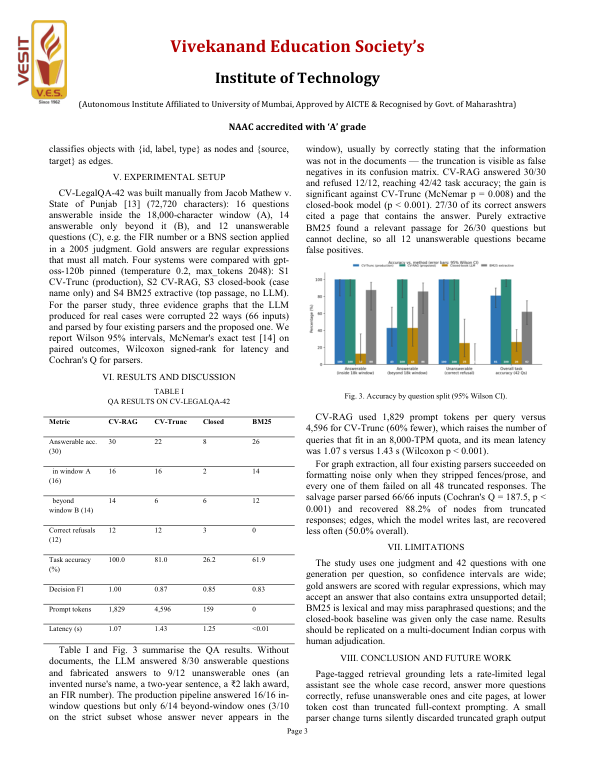 VESIT
V.E.S.
Since 1962
Vivekanand Education Society's
Institute of Technology
(Autonomous Institute Affiliated to University of Mumbai, Approved by AICTE & Recognised by Govt. of Maharashtra)
NAAC accredited with 'A' grade
classifies objects with {id, label, type} as nodes and {source,
target} as edges.
V. EXPERIMENTAL SETUP
CV-LegalQA-42 was built manually from Jacob Mathew v.
State of Punjab [13] (72,720 characters): 16 questions
answerable inside the 18,000-character window (A), 14
answerable only beyond it (B), and 12 unanswerable
questions (C), e.g. the FIR number or a BNS section applied
in a 2005 judgment. Gold answers are regular expressions
that must all match. Four systems were compared with gpt-
oss-120b pinned (temperature 0.2, max_tokens 2048): S1
CV-Trunc (production), S2 CV-RAG, S3 closed-book (case
name only) and S4 BM25 extractive (top passage, no LLM).
For the parser study, three evidence graphs that the LLM
produced for real cases were corrupted 22 ways (66 inputs)
and parsed by four existing parsers and the proposed one. We
report Wilson 95% intervals, McNemar's exact test [14] on
paired outcomes, Wilcoxon signed-rank for latency and
Cochran's Q for parsers.
VI. RESULTS AND DISCUSSION
TABLE I
QA RESULTS ON CV-LEGALQA-42
Metric CV-RAG CV-Trunc Closed BM25
Answerable acc. 30 22 8 26
(30)
in window A 16 16 2 14
(16)
beyond 14 6 6 12
window B (14)
Correct refusals 12 12 3 0
(12)
Task accuracy 100.0 81.0 26.2 61.9
(%)
Decision F1 1.00 0.87 0.85 0.83
Prompt tokens 1,829 4,596 159 0
Latency (s) 1.07 1.43 1.25 <0.01
Table I and Fig. 3 summarise the QA results. Without
documents, the LLM answered 8/30 answerable questions
and fabricated answers to 9/12 unanswerable ones (an
invented nurse's name, a two-year sentence, a ₹2 lakh award,
an FIR number). The production pipeline answered 16/16 in-
window questions but only 6/14 beyond-window ones (3/10
on the strict subset whose answer never appears in the
window), usually by correctly stating that the information
was not in the documents — the truncation is visible as false
negatives in its confusion matrix. CV-RAG answered 30/30
and refused 12/12, reaching 42/42 task accuracy; the gain is
significant against CV-Trunc (McNemar p = 0.008) and the
closed-book model (p < 0.001). 27/30 of its correct answers
cited a page that contains the answer. Purely extractive
BM25 found a relevant passage for 26/30 questions but
cannot decline, so all 12 unanswerable questions became
false positives.
Percentage (%)
100
80
60
40
20
0
Answerable
(inside 18k window)
Answerable
(beyond 18k window)
Unanswerable
(correct refusal)
Overall task
accuracy (42 Qs)
Fig. 3. Accuracy by question split (95% Wilson CI).
CV-RAG used 1,829 prompt tokens per query versus
4,596 for CV-Trunc (60% fewer), which raises the number of
queries that fit in an 8,000-TPM quota, and its mean latency
was 1.07 s versus 1.43 s (Wilcoxon p < 0.001).
For graph extraction, all four existing parsers succeeded on
formatting noise only when they stripped fences/prose, and
every one of them failed on all 48 truncated responses. The
salvage parser parsed 66/66 inputs (Cochran's Q = 187.5, p <
0.001) and recovered 88.2% of nodes from truncated
responses; edges, which the model writes last, are recovered
less often (50.0% overall).
VII. LIMITATIONS
The study uses one judgment and 42 questions with one
generation per question, so confidence intervals are wide;
gold answers are scored with regular expressions, which may
accept an answer that also contains extra unsupported detail;
BM25 is lexical and may miss paraphrased questions; and the
closed-book baseline was given only the case name. Results
should be replicated on a multi-document Indian corpus with
human adjudication.
VIII. CONCLUSION AND FUTURE WORK
Page-tagged retrieval grounding lets a rate-limited legal
assistant see the whole case record, answer more questions
correctly, refuse unanswerable ones and cite pages, at lower
token cost than truncated full-context prompting. A small
parser change turns silently discarded truncated graph output
Page 3